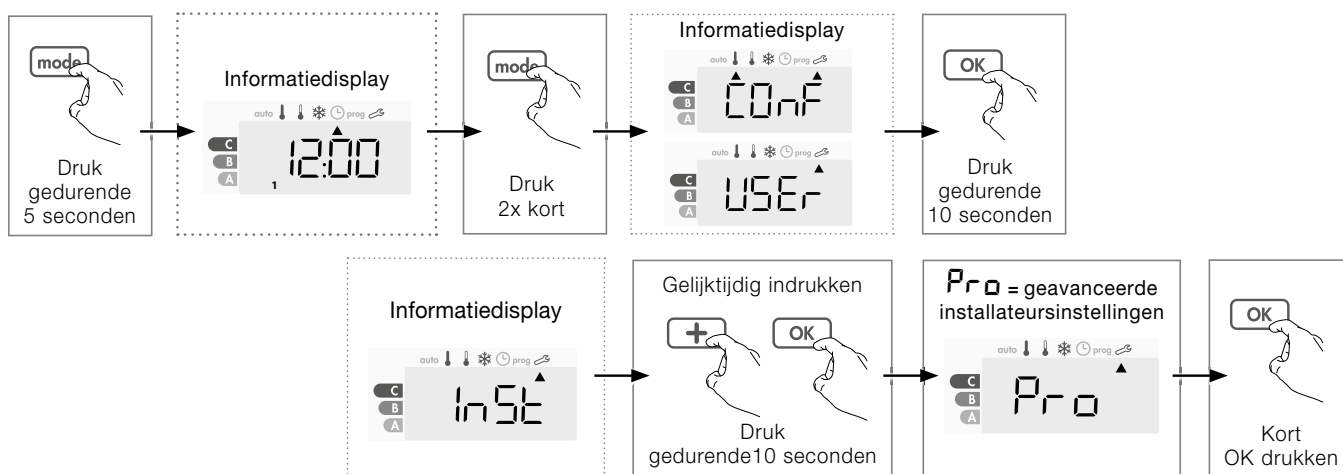 mode
Druk
gedurende
5 seconden
Informatiedisplay
auto prog
C
B
A
12:00
1
mode
Druk
2x kort
Informatiedisplay
auto prog
C
B
A
COnF
auto prog
C
B
A
USEr
OK
Druk
gedurende
10 seconden
Informatiedisplay
auto prog
C
B
A
InSt
Gelijktijdig indrukken
+
OK
Druk
gedurende10 seconden
Pro = geavanceerde
installateursinstellingen
auto prog
C
B
A
Pro
OK
Kort
OK drukken